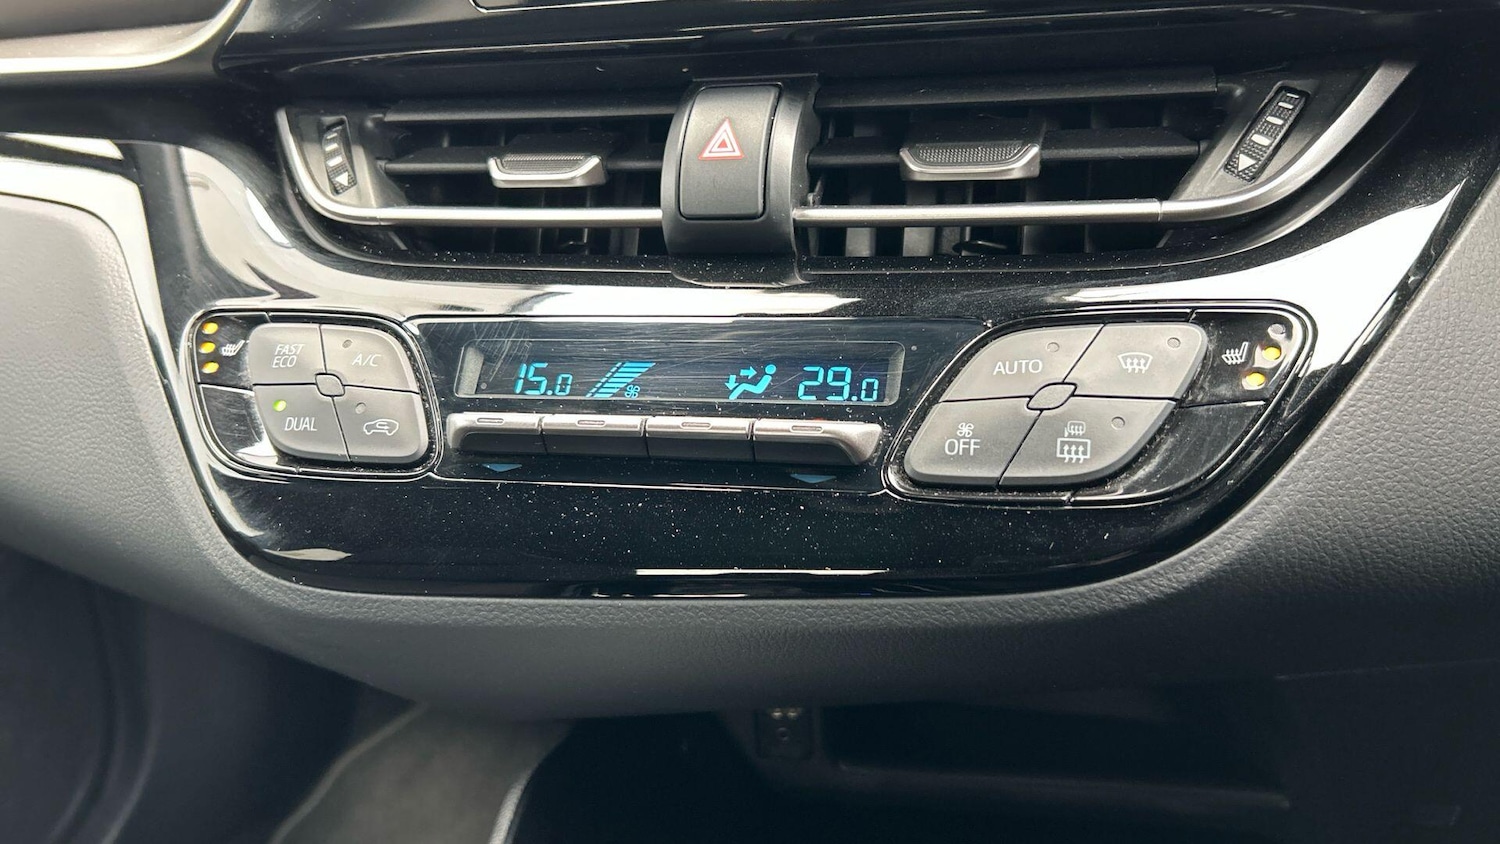 FAST
ECO
A/C
DUAL
15.0
29.0
AUTO
OFF